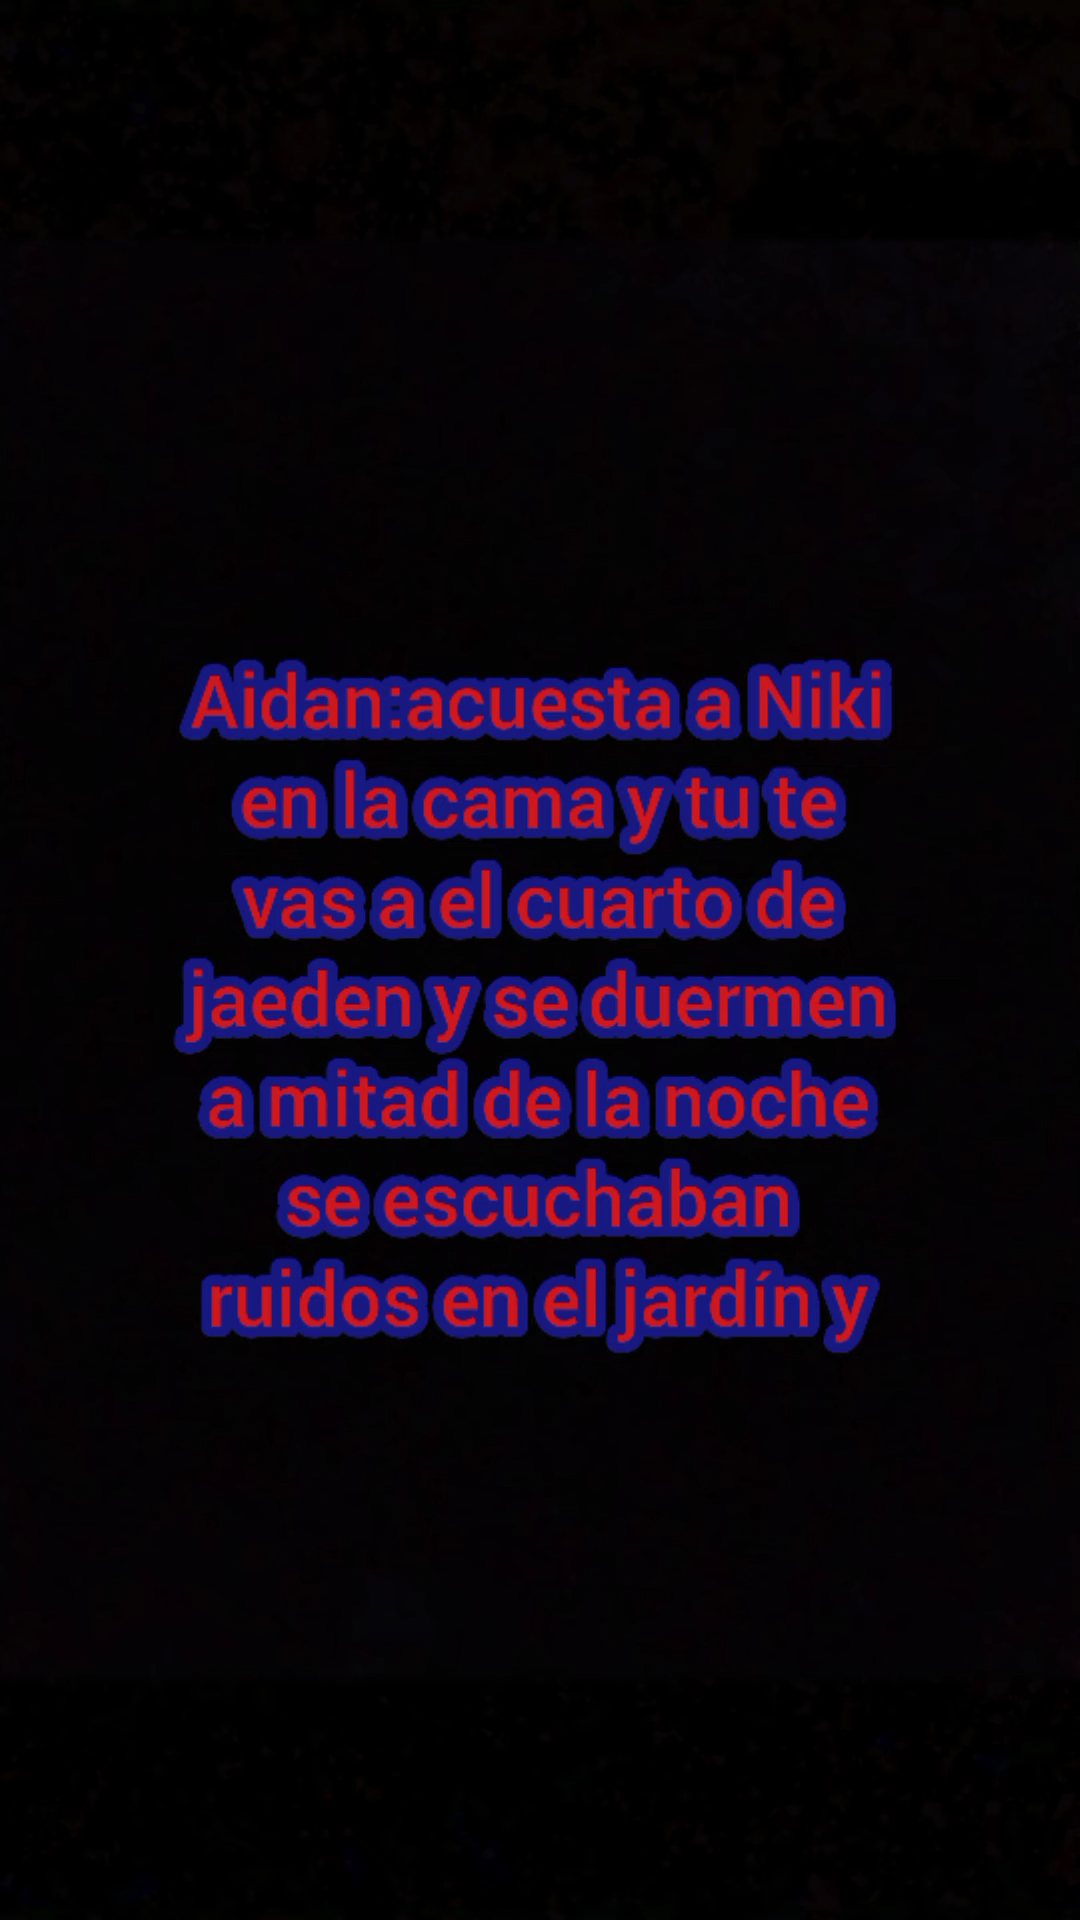 Aidan:acuesta a Niki
en la cama y tu te
vas a el cuarto de
jaeden y se duermen
a mitad de la noche
se escuchaban
ruidos en el jardín y